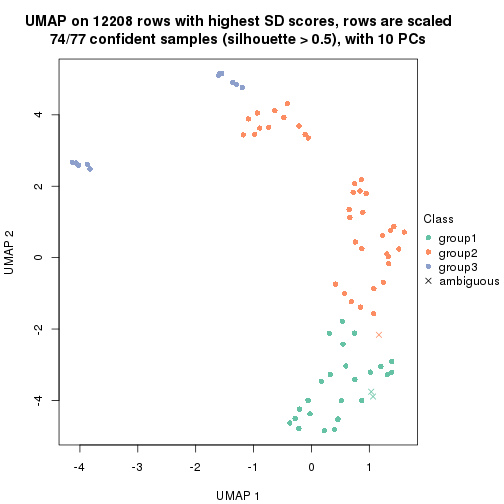 UMAP on 12208 rows with highest SD scores, rows are scaled
74/77 confident samples (silhouette > 0.5), with 10 PCs
4
2
0
-2
-4
UMAP 2
-4
-3
-2
-1
0
1
UMAP 1
Class
group1
group2
group3
ambiguous